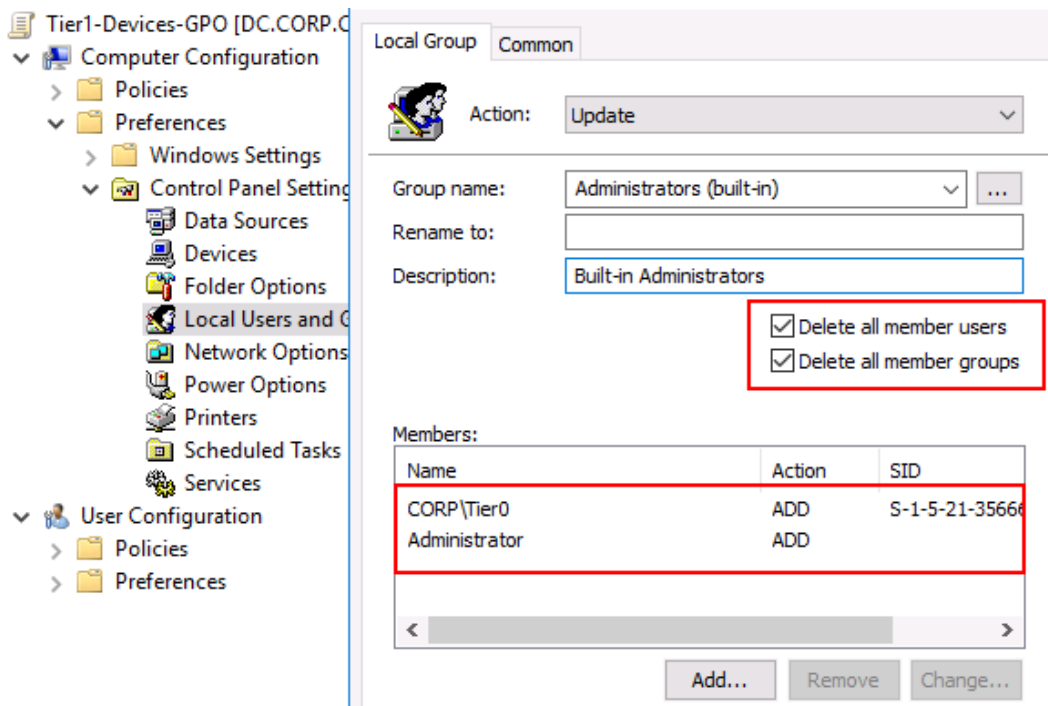 Tier1-Devices-GPO [DC.CORP.C
Computer Configuration
Policies
Preferences
Windows Settings
Control Panel Setting
Data Sources
Devices
Folder Options
Local Users and G
Network Options
Power Options
Printers
Scheduled Tasks
Services
User Configuration
Policies
Preferences
Local Group Common
Action: Update
Group name: Administrators (built-in) ...
Rename to:
Description: Built-in Administrators
Delete all member users
Delete all member groups
Members:
Name Action SID
CORP\Tier0 ADD S-1-5-21-35666
Administrator ADD
Add... Remove Change...